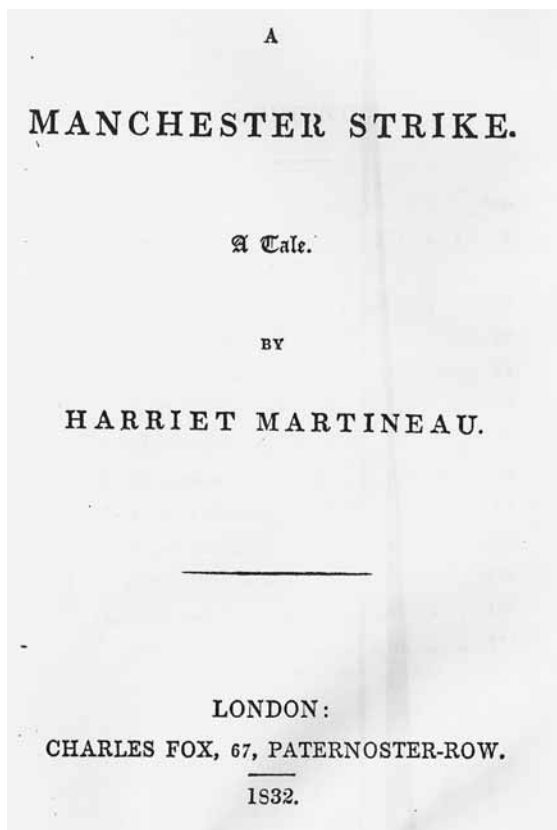 A
MANCHESTER STRIKE.
A Tale.
BY
HARRIET MARTINEAU.
LONDON:
CHARLES FOX, 67, PATERNOSTER-ROW.
1832.